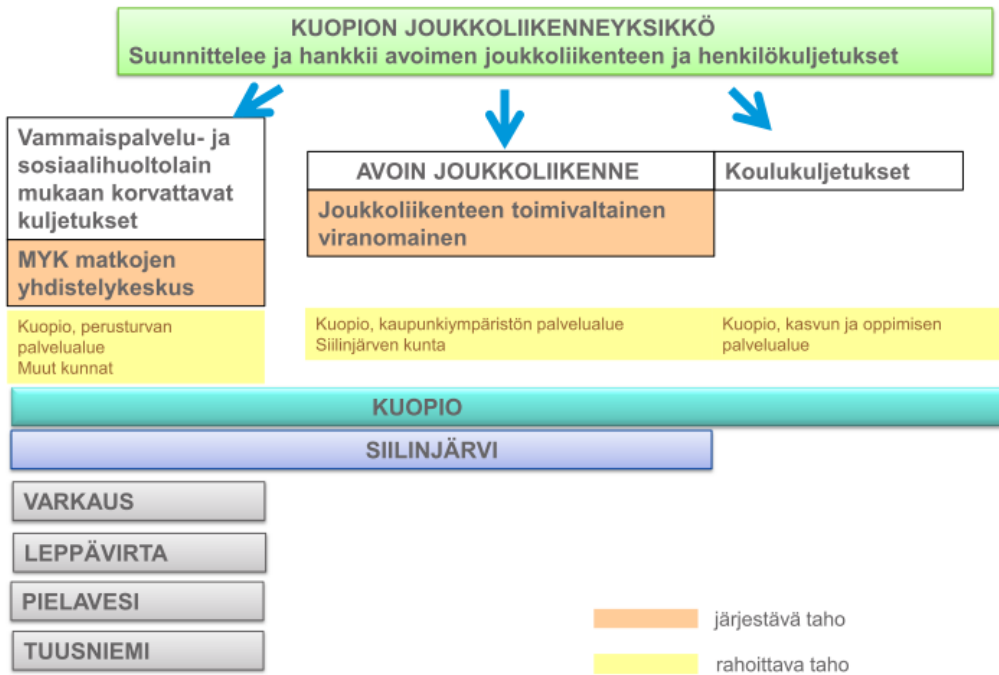 KUOPION JOUKKOLIIKENNEYKSIKKÖ
Suunnittelee ja hankkii avoimen joukkoliikenteen ja henkilökuljetukset
Vammaispalvelu- ja
sosiaalihuoltolain
mukaan korvattavat
kuljetukset
MYK matkojen
yhdistelykeskus
Kuopio, perusturvan
palvelualue
Muut kunnat
AVOIN JOUKKOLIIKENNE
Joukkoliikenteen toimivaltainen
viranomainen
Kuopio, kaupunkiympäristön palvelualue
Siilinjärven kunta
Koulukuljetukset
Kuopio, kasvun ja oppimisen
palvelualue
KUOPIO
SIILINJÄRVI
VARKAUS
LEPPÄVIRTA
PIELAVESI
TUUSNIEMI
järjestävä taho
rahoittava taho